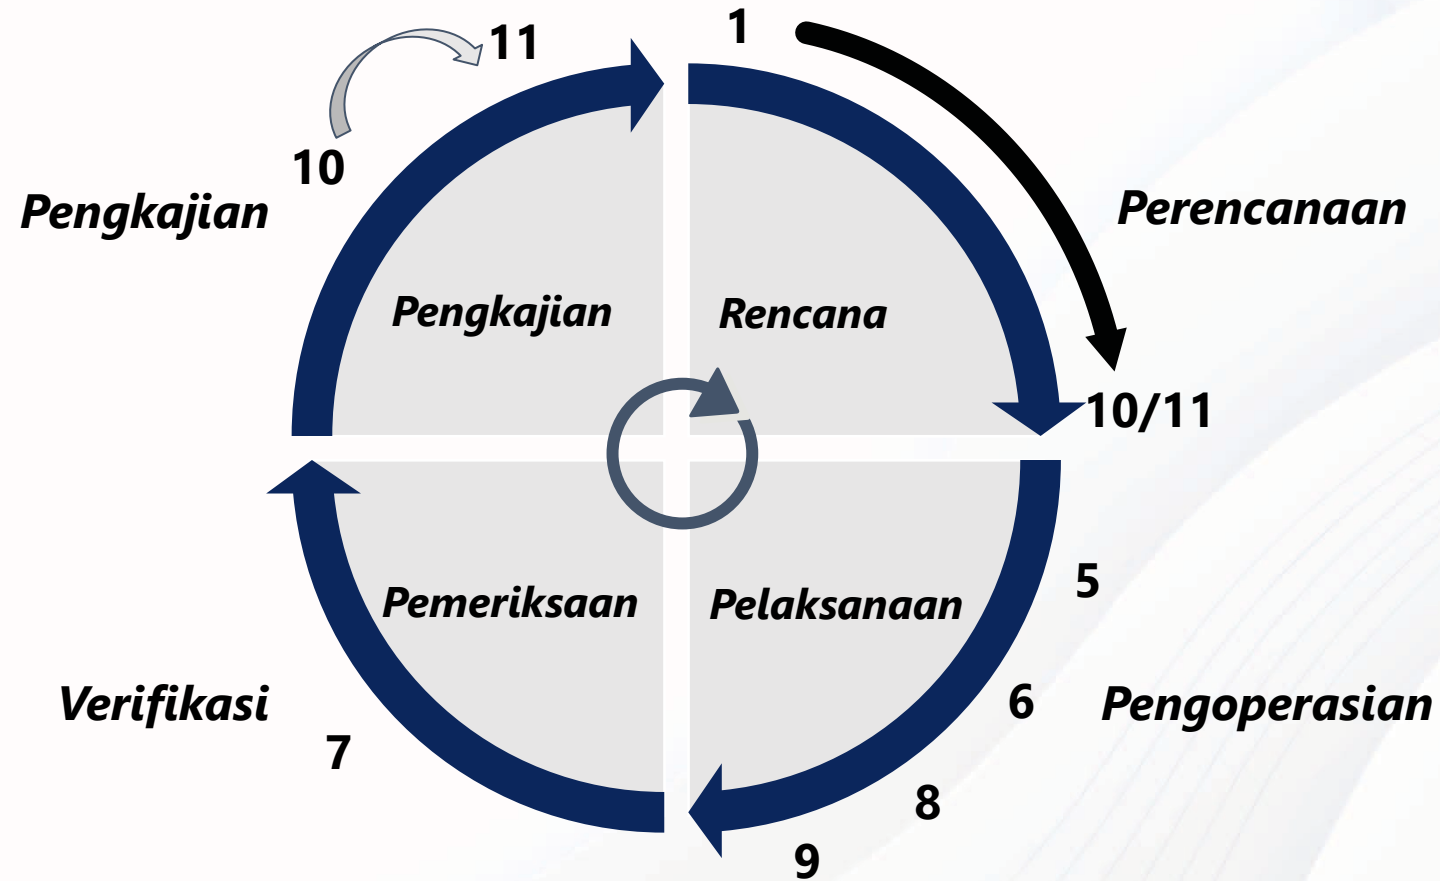 1
11
10
Pengkajian
Perencanaan
Pengkajian
Rencana
10/11
5
Pemeriksaan
Pelaksanaan
Verifikasi
6
Pengoperasian
7
8
9